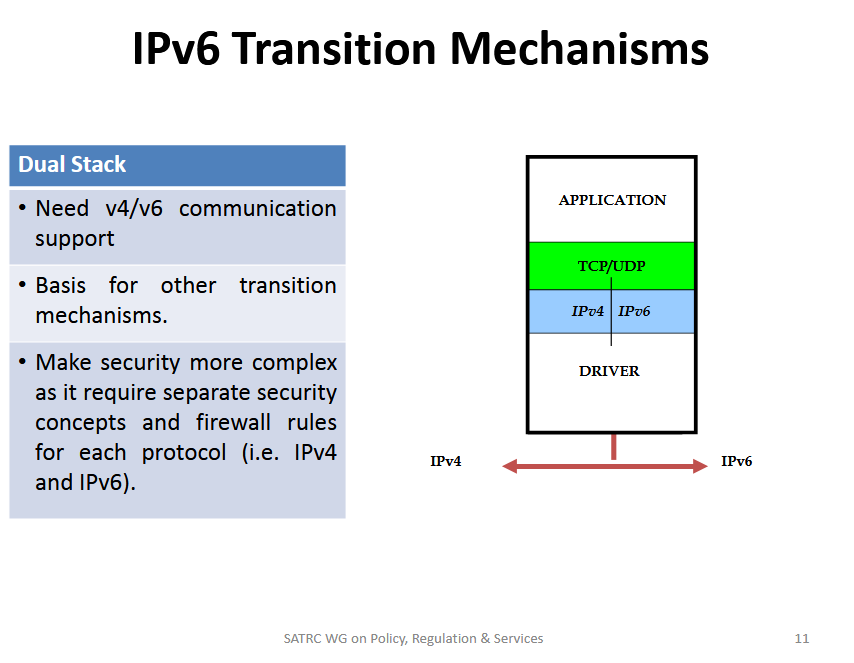 IPv6 Transition Mechanisms
Dual Stack
• Need v4/v6 communication
support
• Basis for other transition
mechanisms.
• Make security more complex
as it require separate security
concepts and firewall rules
for each protocol (i.e. IPv4
and IPv6).
APPLICATION
TCP/UDP
IPv4 IPv6
DRIVER
IPv4 IPv6
SATRC WG on Policy, Regulation & Services 11